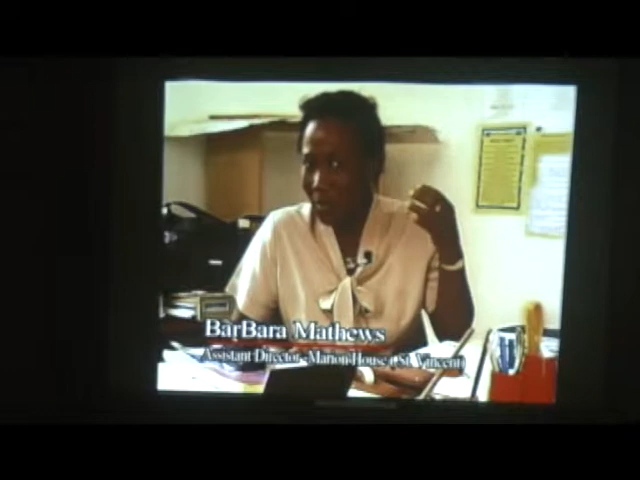 BarBara Mathews
Assistant Director -Marion House ( St. Vincent)